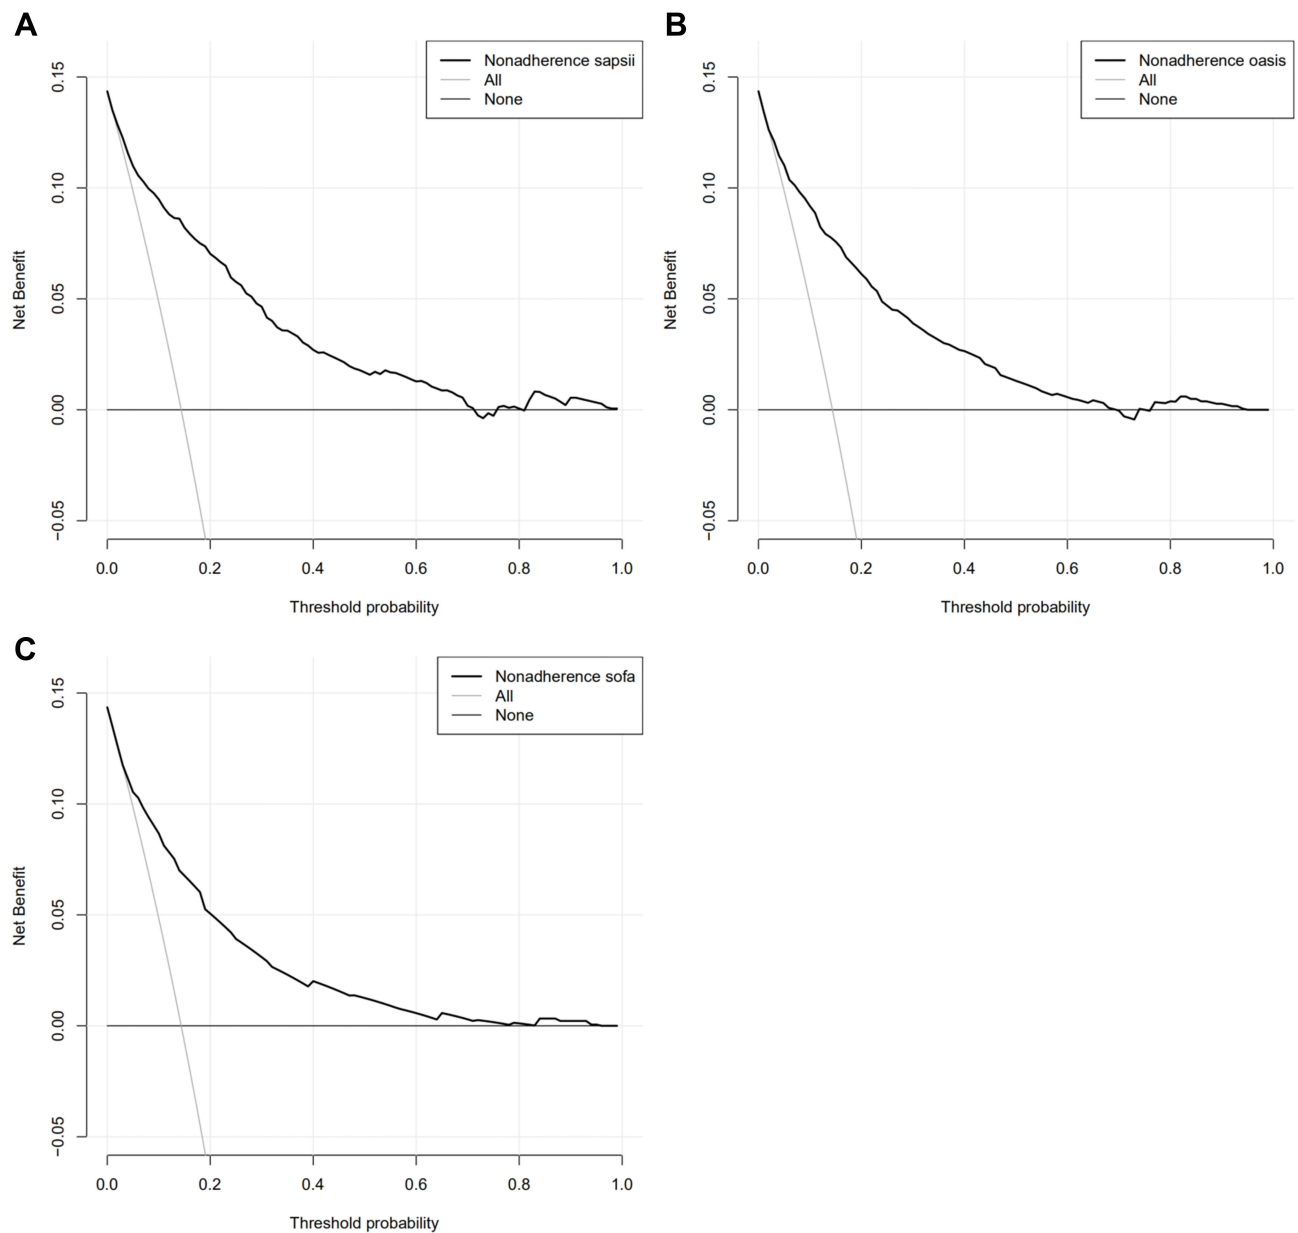 A
Nonadherence sapsii
All
None
Net Benefit
0.15
0.10
0.05
0.00
−0.05
0.0 0.2 0.4 0.6 0.8 1.0
Threshold probability
B
Nonadherence oasis
All
None
Net Benefit
0.15
0.10
0.05
0.00
−0.05
0.0 0.2 0.4 0.6 0.8 1.0
Threshold probability
C
Nonadherence sofa
All
None
Net Benefit
0.15
0.10
0.05
0.00
−0.05
0.0 0.2 0.4 0.6 0.8 1.0
Threshold probability